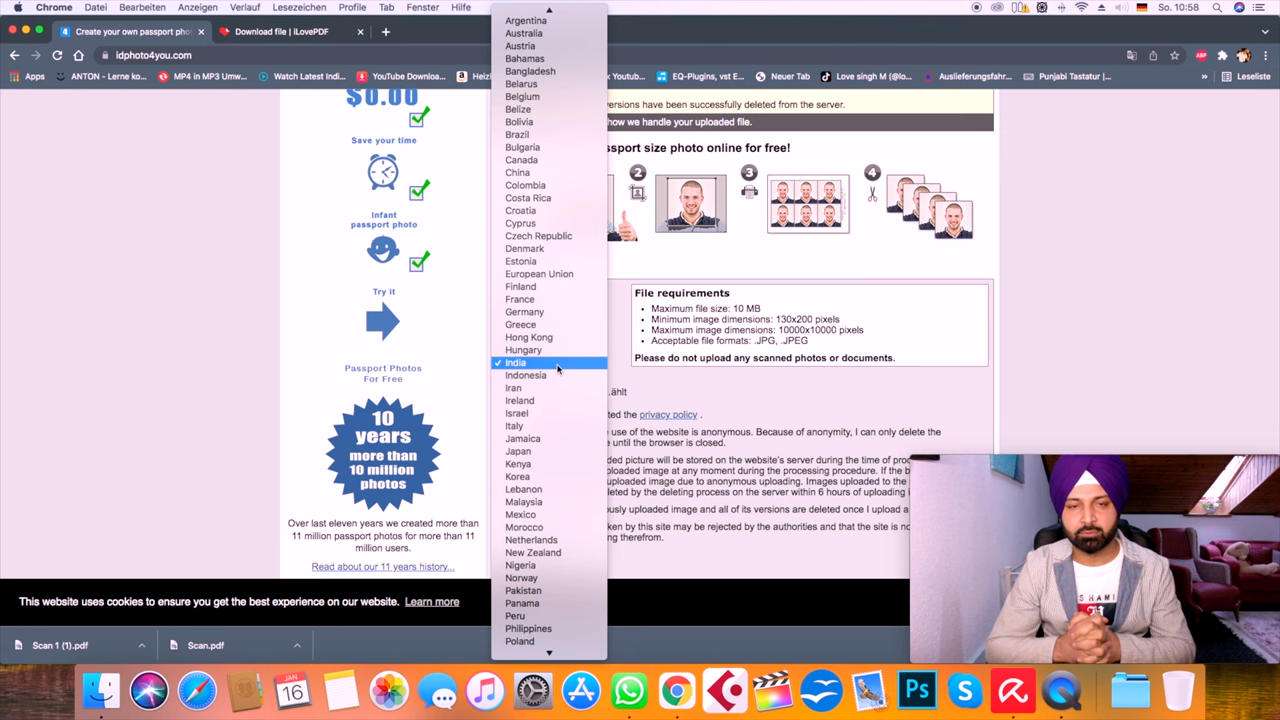 Chrome Datei Bearbeiten Anzeigen Verlauf Lesezeichen Profile Tab Fenster Hilfe
So. 10:58
Create your own passport pho
Download file | iLovePDF
idphoto4you.com
Apps
ANTON - Lerne ko...
MP4 in MP3 Umw...
Watch Latest Indi...
YouTube Downloa...
Youtub...
EQ-Plugins, vst E...
Neuer Tab
Love singh M (@lo...
Auslieferungsfahr...
Punjabi Tastatur |...
Leseliste
$0.00
Save your time
Infant
passport photo
Try it
Passport Photos
For Free
10
years
more than
10 million
photos
Over last eleven years we created more than
11 million passport photos for more than 11
million users.
Read about our 11 years history...
Argentina
Australia
Austria
Bahamas
Bangladesh
Belarus
Belgium
Belize
Bolivia
Brazil
Bulgaria
Canada
China
Colombia
Costa Rica
Croatia
Cyprus
Czech Republic
Denmark
Estonia
European Union
Finland
France
Germany
Greece
Hong Kong
Hungary
India
Indonesia
Iran
Ireland
Israel
Italy
Jamaica
Japan
Kenya
Korea
Lebanon
Malaysia
Mexico
Morocco
Netherlands
New Zealand
Nigeria
Norway
Pakistan
Panama
Peru
Philippines
Poland
versions have been successfully deleted from the server.
how we handle your uploaded file.
ssport size photo online for free!
2
3
4
File requirements
• Maximum file size: 10 MB
• Minimum image dimensions: 130x200 pixels
• Maximum image dimensions: 10000x10000 pixels
• Acceptable file formats: .JPG, .JPEG
Please do not upload any scanned photos or documents.
ählt
ted the privacy policy .
use of the website is anonymous. Because of anonymity, I can only delete the
until the browser is closed.
ded picture will be stored on the website's server during the time of proc
uploaded image at any moment during the processing procedure. If the b
uploaded image due to anonymous uploading. Images uploaded to the
leted by the deleting process on the server within 6 hours of uploading i
ously uploaded image and all of its versions are deleted once I upload a
ken by this site may be rejected by the authorities and that the site is no
ng therefrom.
This website uses cookies to ensure you get the best experience on our website. Learn more
Scan 1 (1).pdf
Scan.pdf
JAN
16
Ps